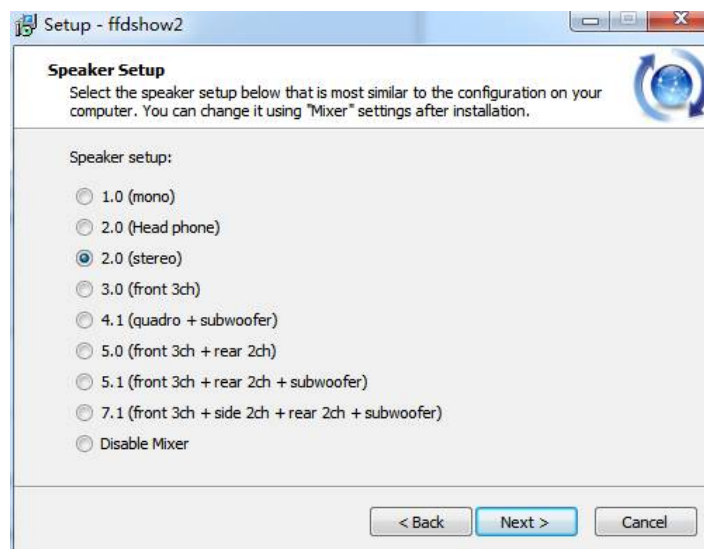 Setup - ffdshow2
Speaker Setup
Select the speaker setup below that is most similar to the configuration on your
computer. You can change it using "Mixer" settings after installation.
Speaker setup:
1.0 (mono)
2.0 (Head phone)
2.0 (stereo)
3.0 (front 3ch)
4.1 (quadro + subwoofer)
5.0 (front 3ch + rear 2ch)
5.1 (front 3ch + rear 2ch + subwoofer)
7.1 (front 3ch + side 2ch + rear 2ch + subwoofer)
Disable Mixer
< Back Next > Cancel